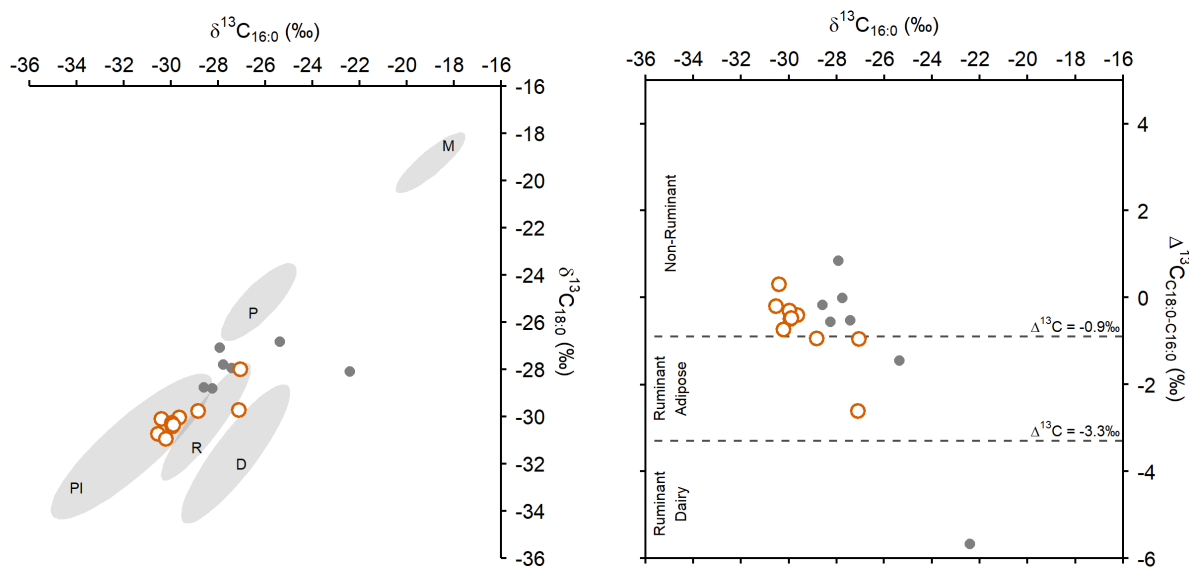 δ13C16:0 (‰)
-36 -34 -32 -30 -28 -26 -24 -22 -20 -18 -16
-16
-18
-20
-22
-24
-26
-28
-30
-32
-34
-36
δ13C18:0 (‰)
M
P
R
D
Pl
δ13C16:0 (‰)
-36 -34 -32 -30 -28 -26 -24 -22 -20 -18 -16
4
2
0
-2
-4
-6
Δ13CC18:0-C16:0 (‰)
Non-Ruminant
Δ13C = -0.9‰
Ruminant
Adipose
Δ13C = -3.3‰
Ruminant
Dairy